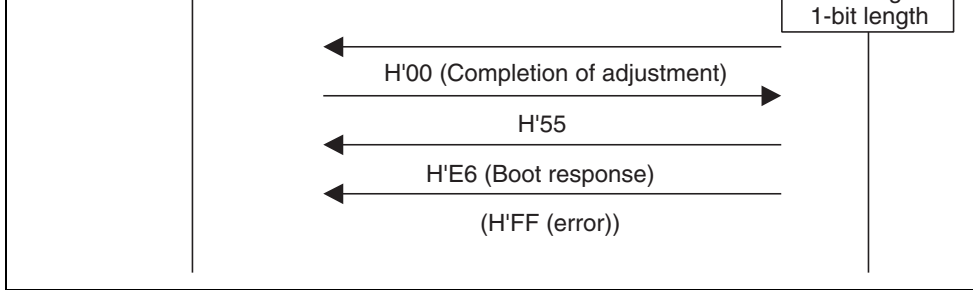 1-bit length
H'00 (Completion of adjustment)
H'55
H'E6 (Boot response)
(H'FF (error))